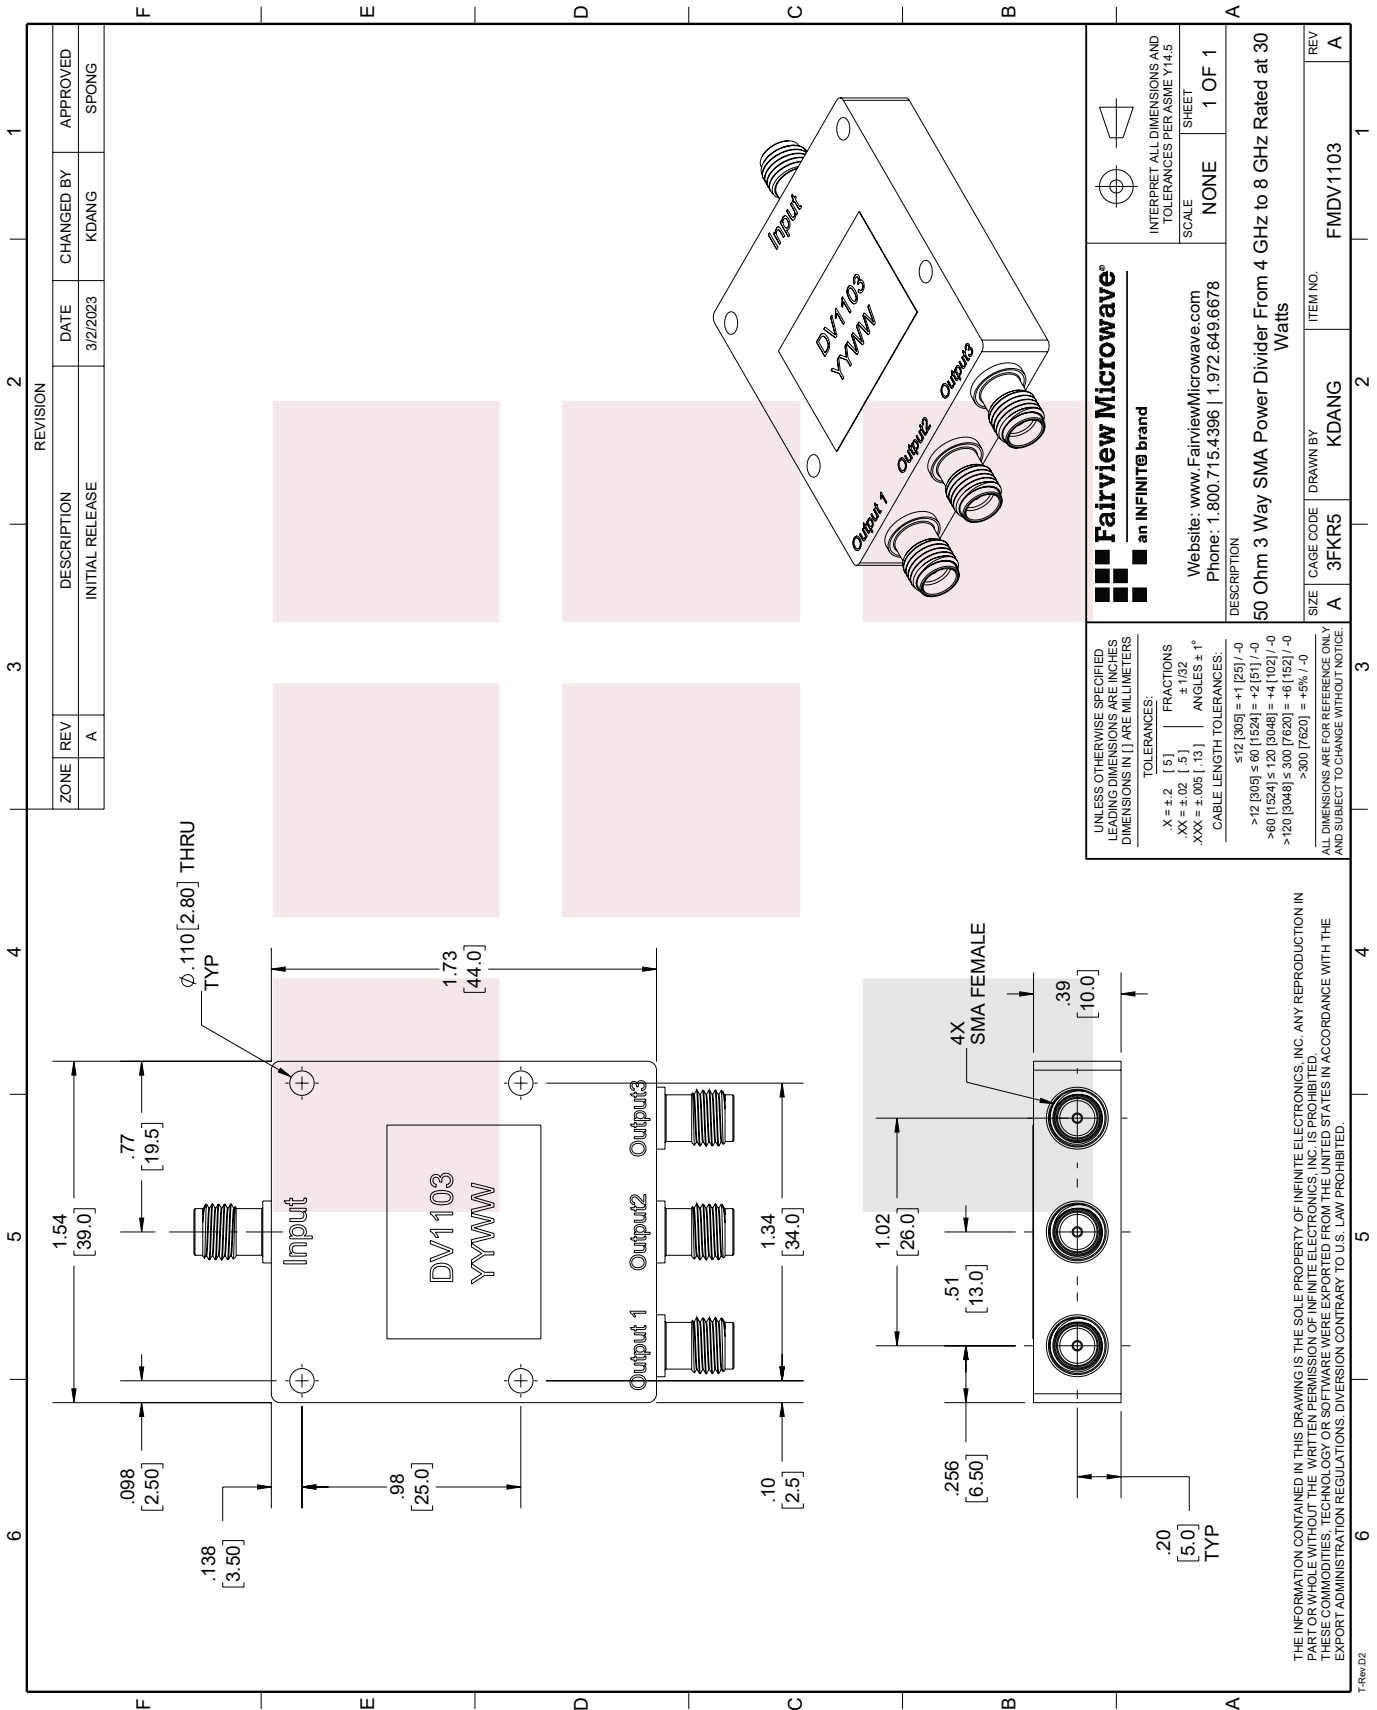 REVISION
ZONE REV DESCRIPTION DATE CHANGED BY APPROVED
A INITIAL RELEASE 3/2/2023 KDANG SPONG
6 5 4 3 2 1
F F
E E
D D
C C
B B
A A
6 5 4 3 2 1
1.54
[39.0]
.77
[19.5]
.098
[2.50]
.138
[3.50]
Ø.110[2.80] THRU
TYP
.98
[25.0]
1.73
[44.0]
Input
DV1103
YYWW
Output 1 Output2 Output3
1.34
[34.0]
.10
[2.5]
1.02
[26.0]
.51
[13.0]
.256
[6.50]
4X
SMA FEMALE
.39
[10.0]
.20
[5.0]
TYP
Input
DV1103
YYWW
Output 1
Output2
Output3
UNLESS OTHERWISE SPECIFIED
LEADING DIMENSIONS ARE INCHES
DIMENSIONS IN [ ] ARE MILLIMETERS
TOLERANCES:
.X = ±.2 [ 5 ] FRACTIONS
.XX = ±.02 [ .5 ] ± 1/32
.XXX = ±.005 [ .13 ] ANGLES ± 1°
CABLE LENGTH TOLERANCES:
≤12 [305] = +1 [25] / -0
>12 [305] ≤ 60 [1524] = +2 [51] / -0
>60 [1524] ≤ 120 [3048] = +4 [102] / -0
>120 [3048] ≤ 300 [7620] = +6 [152] / -0
>300 [7620] = +5% / -0
ALL DIMENSIONS ARE FOR REFERENCE ONLY
AND SUBJECT TO CHANGE WITHOUT NOTICE.
Fairview Microwave®
an INFINIT@ brand
Website: www.FairviewMicrowave.com
Phone: 1.800.715.4396 | 1.972.649.6678
INTERPRET ALL DIMENSIONS AND
TOLERANCES PER ASME Y14.5
SCALE
NONE
SHEET
1 OF 1
DESCRIPTION
50 Ohm 3 Way SMA Power Divider From 4 GHz to 8 GHz Rated at 30
Watts
SIZE
A
CAGE CODE
3FKR5
DRAWN BY
KDANG
ITEM NO.
FMDV1103
REV
A
THE INFORMATION CONTAINED IN THIS DRAWING IS THE SOLE PROPERTY OF INFINITE ELECTRONICS, INC. ANY REPRODUCTION IN
PART OR WHOLE WITHOUT THE WRITTEN PERMISSION OF INFINITE ELECTRONICS, INC. IS PROHIBITED.
THESE COMMODITIES, TECHNOLOGY OR SOFTWARE WERE EXPORTED FROM THE UNITED STATES IN ACCORDANCE WITH THE
EXPORT ADMINISTRATION REGULATIONS. DIVERSION CONTRARY TO U.S. LAW PROHIBITED.
T-Rev.D2